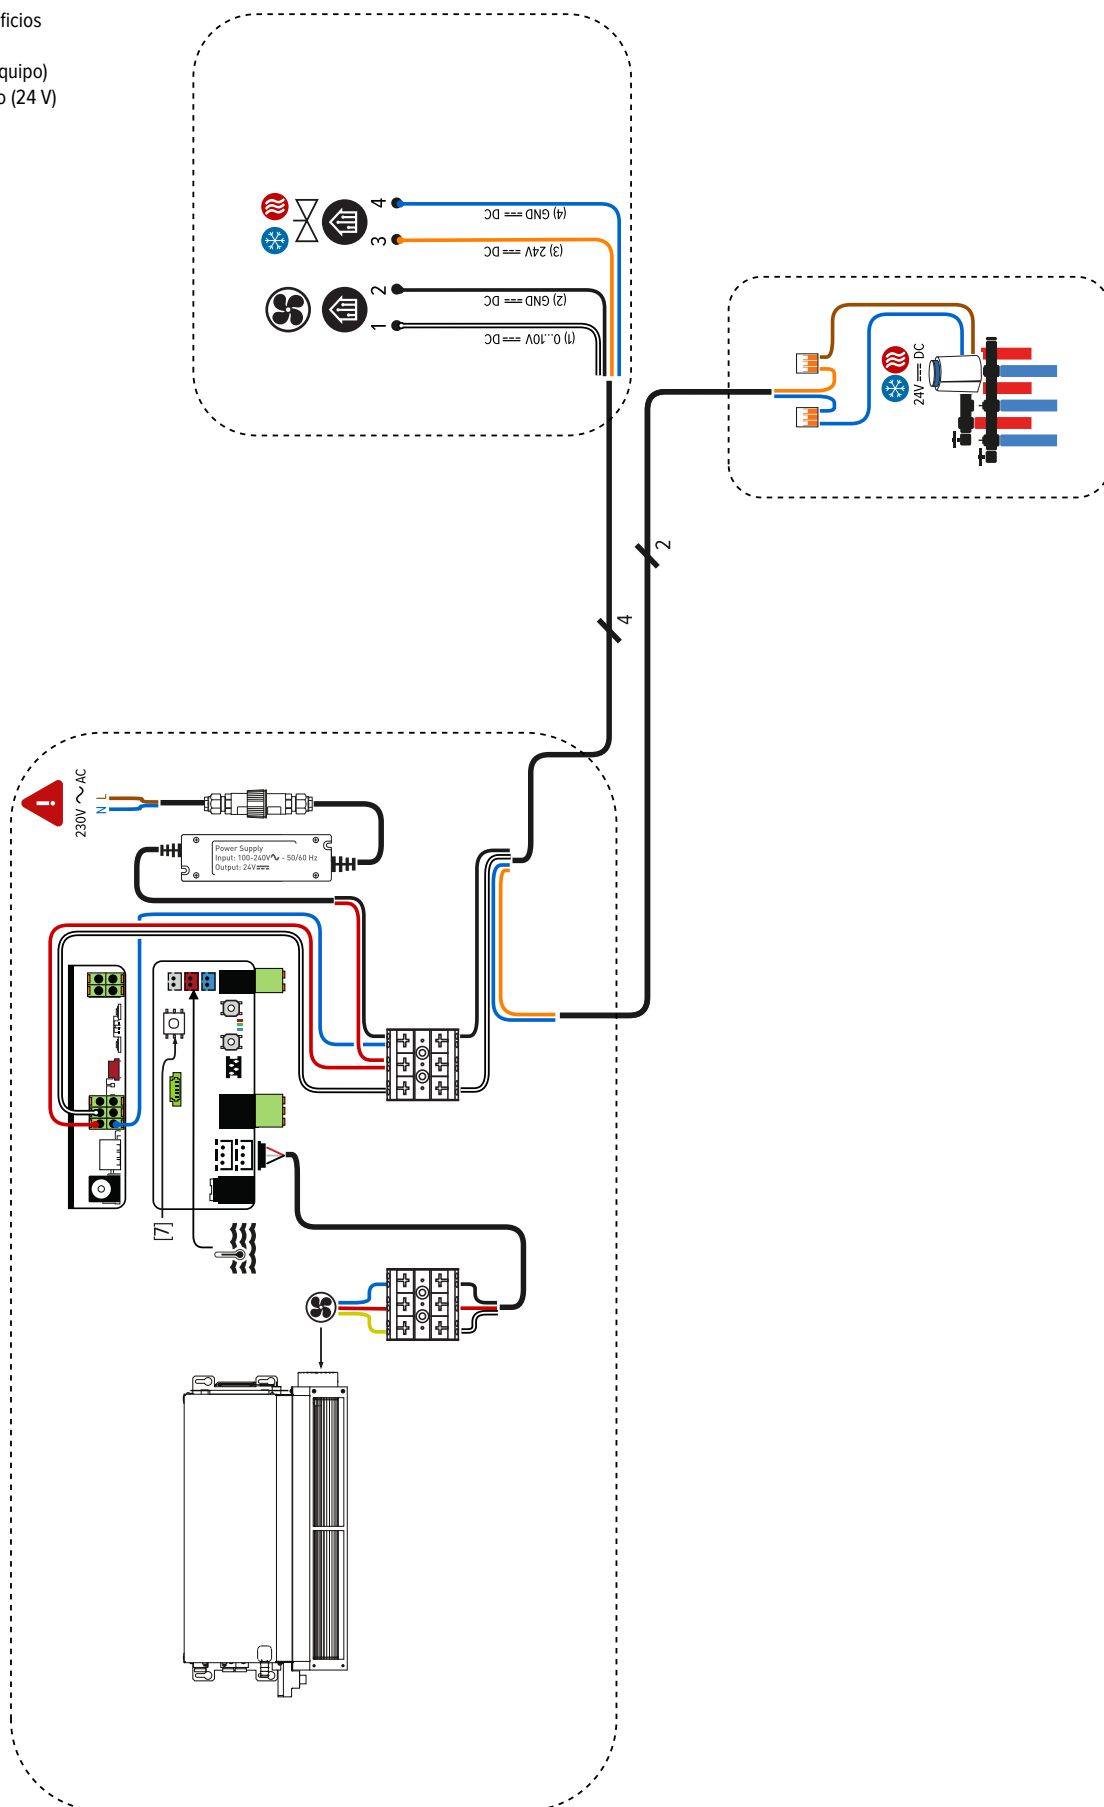 ficios
quipo)
o (24 V)
4
3
2
1
(4) GND ⎓ DC
(3) 24V ⎓ DC
(2) GND ⎓ DC
(1) 0...10V ⎓ DC
24V ⎓ DC
2
4
230V ~ AC
N L
Power Supply
Input: 100-240V~ - 50/60 Hz
Output: 24V⎓
[7]